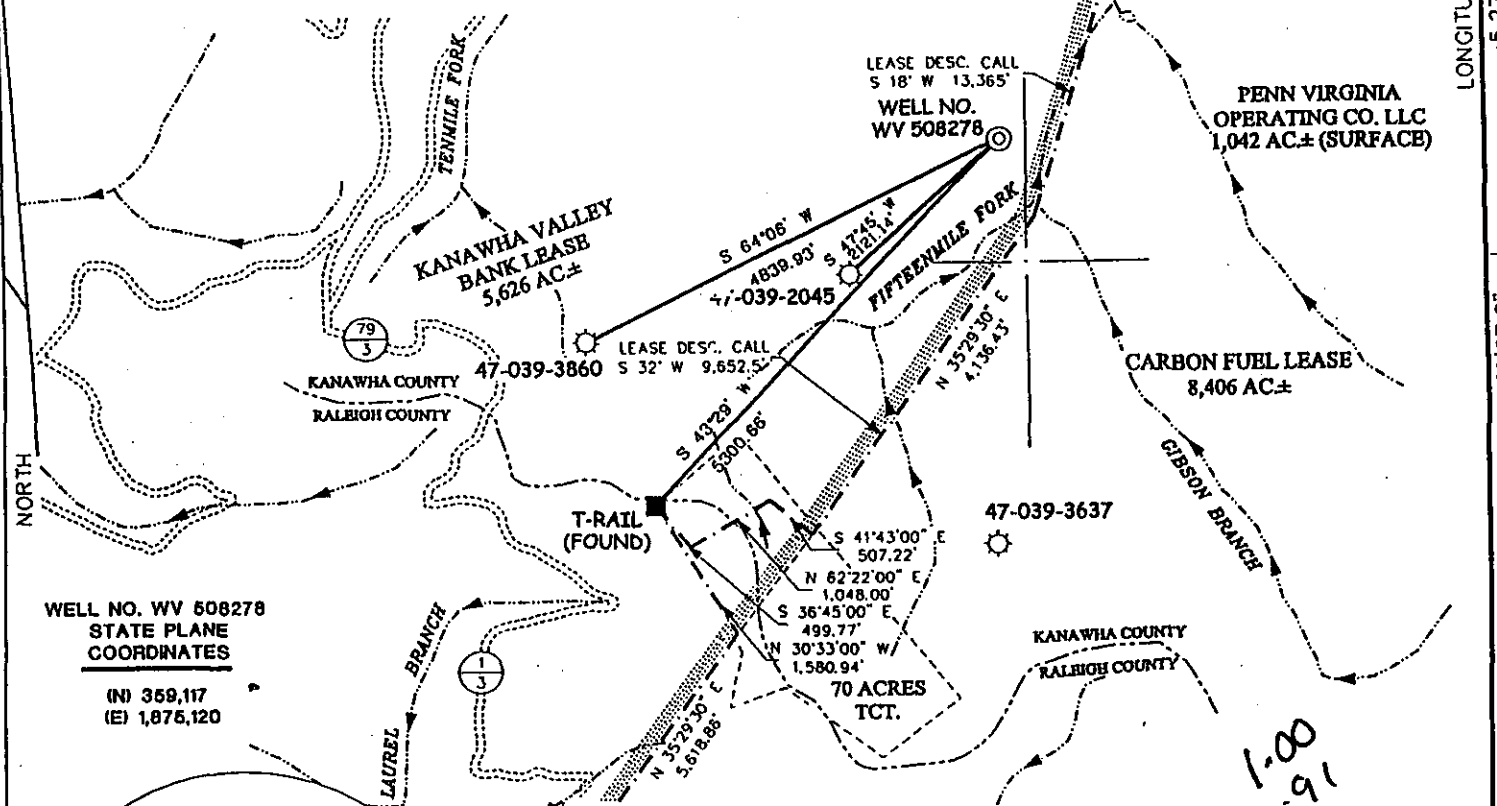 LEASE DESC. CALL
S 18° W 13,365'
WELL NO.
WV 508278
PENN VIRGINIA
OPERATING CO. LLC
1,042 AC.± (SURFACE)
TENMILE FORK
KANAWHA VALLEY
BANK LEASE
5,626 AC.±
S 64°06' W
4839.93'
S 47°45' W
2121.14'
-039-2045
FIFTEENMILE FORK
79
3
47-039-3860
LEASE DESC. CALL
S 32° W 9,652.5'
KANAWHA COUNTY
RALEIGH COUNTY
N 35°29'30" E
4,136.43'
CARBON FUEL LEASE
8,406 AC.±
S 43°29' W
5300.66'
GIBSON BRANCH
NORTH
T-RAIL
(FOUND)
47-039-3637
S 41°43'00" E
507.22'
N 62°22'00" E
1,048.00'
S 36°45'00" E
499.77'
N 30°33'00" W
1,580.94'
70 ACRES
TCT.
KANAWHA COUNTY
RALEIGH COUNTY
WELL NO. WV 508278
STATE PLANE
COORDINATES
(N) 359,117
(E) 1,875,120
LAUREL BRANCH
1
3
N 35°29'30" E
5,618.86'
1.00
.91
LONGITU